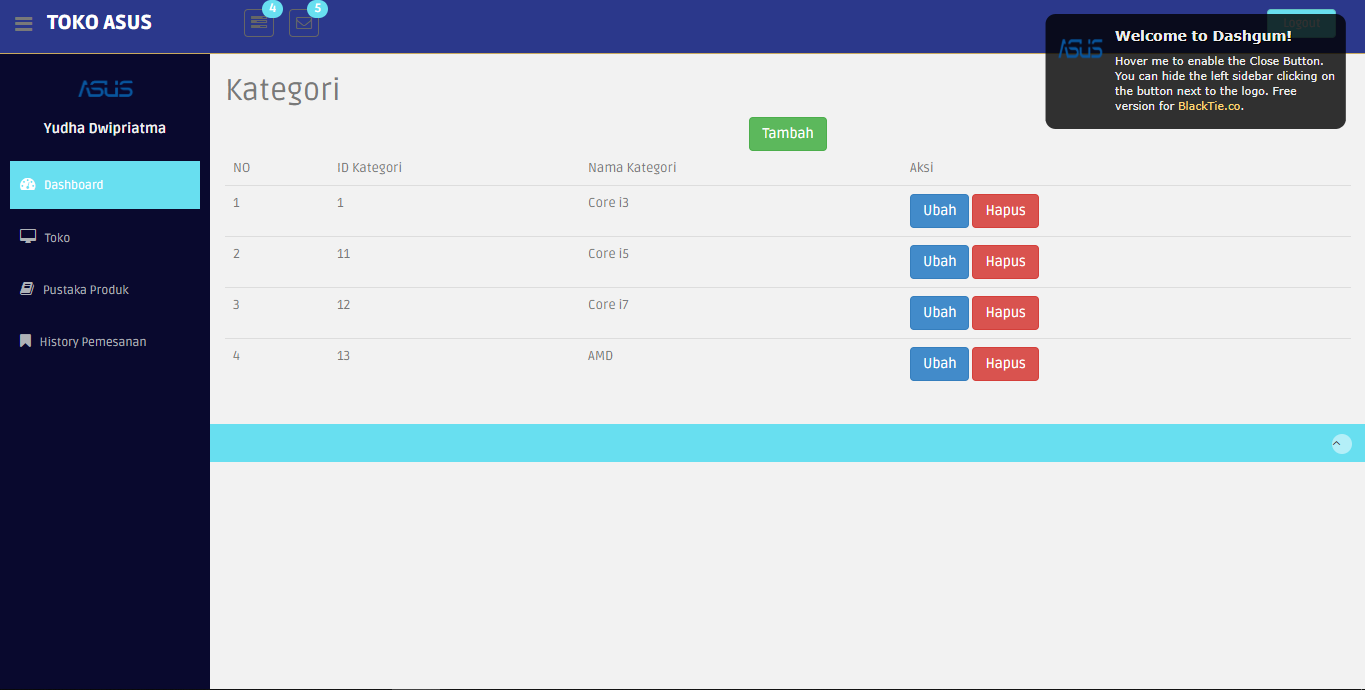 TOKO ASUS
4
5
Logout
ASUS
Welcome to Dashgum!
Hover me to enable the Close Button.
You can hide the left sidebar clicking on
the button next to the logo. Free
version for BlackTie.co.
ASUS
Yudha Dwipriatma
Dashboard
Toko
Pustaka Produk
History Pemesanan
Kategori
Tambah
NO ID Kategori Nama Kategori Aksi
1 1 Core i3 Ubah Hapus
2 11 Core i5 Ubah Hapus
3 12 Core i7 Ubah Hapus
4 13 AMD Ubah Hapus